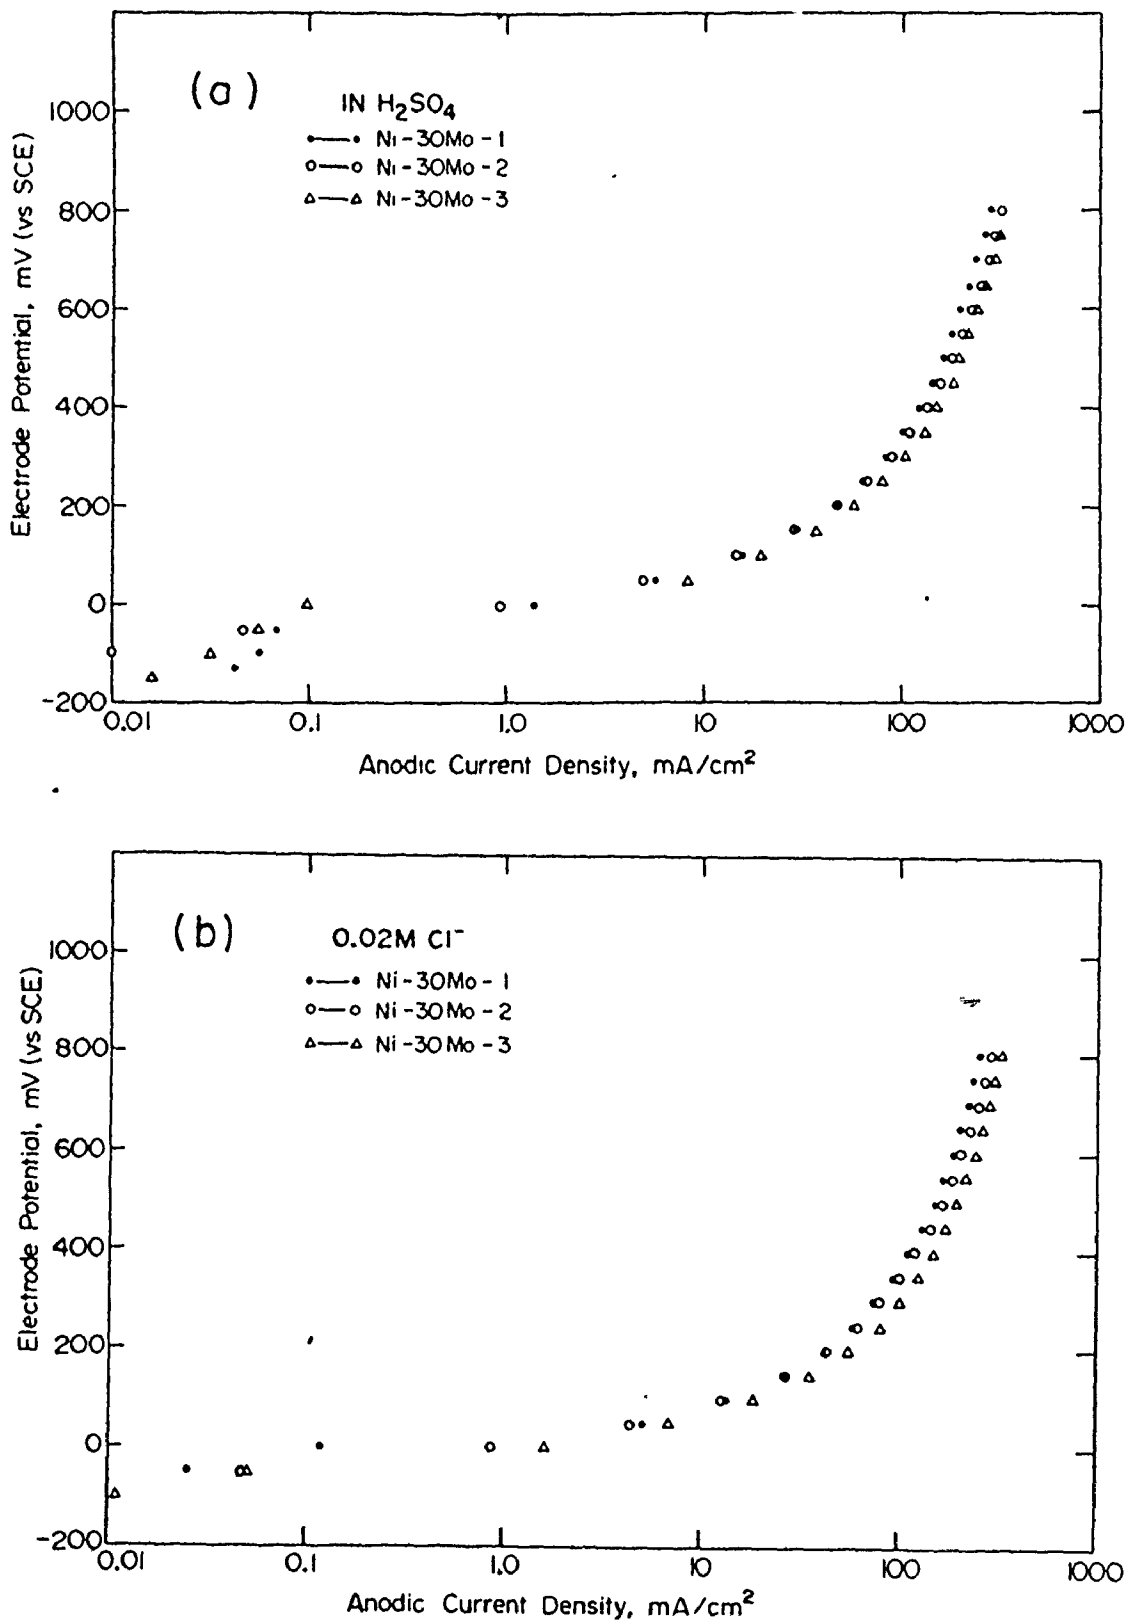 (a)
IN H₂SO₄
Ni-30Mo-1
Ni-30Mo-2
Ni-30Mo-3
Electrode Potential, mV (vs SCE)
1000
800
600
400
200
0
-200
0.01 0.1 1.0 10 100 1000
Anodic Current Density, mA/cm²
(b)
0.02M Cl⁻
Ni-30Mo-1
Ni-30Mo-2
Ni-30Mo-3
Electrode Potential, mV (vs SCE)
1000
800
600
400
200
0
-200
0.01 0.1 1.0 10 100 1000
Anodic Current Density, mA/cm²